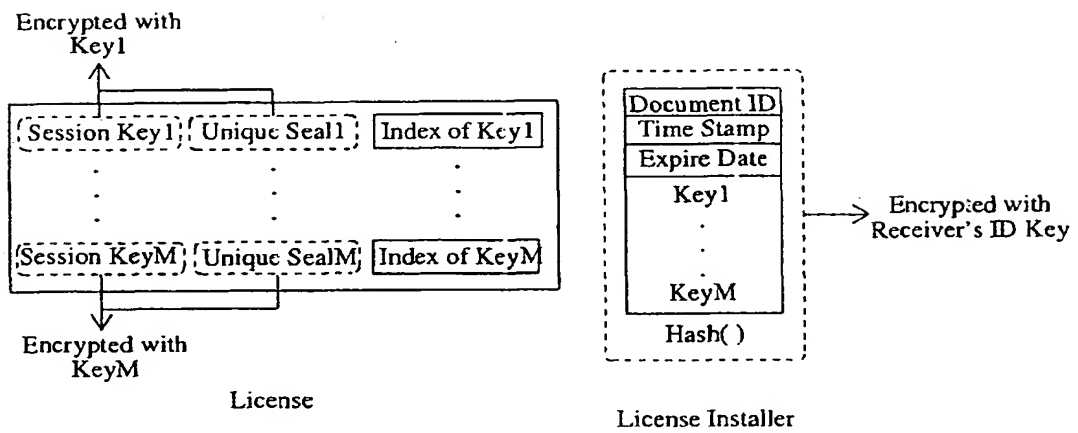 Encrypted with
Key1
Session Key1 Unique Seal1 Index of Key1
Session KeyM Unique SealM Index of KeyM
Encrypted with
KeyM
License
Document ID
Time Stamp
Expire Date
Key1
KeyM
Hash( )
Encrypted with
Receiver's ID Key
License Installer